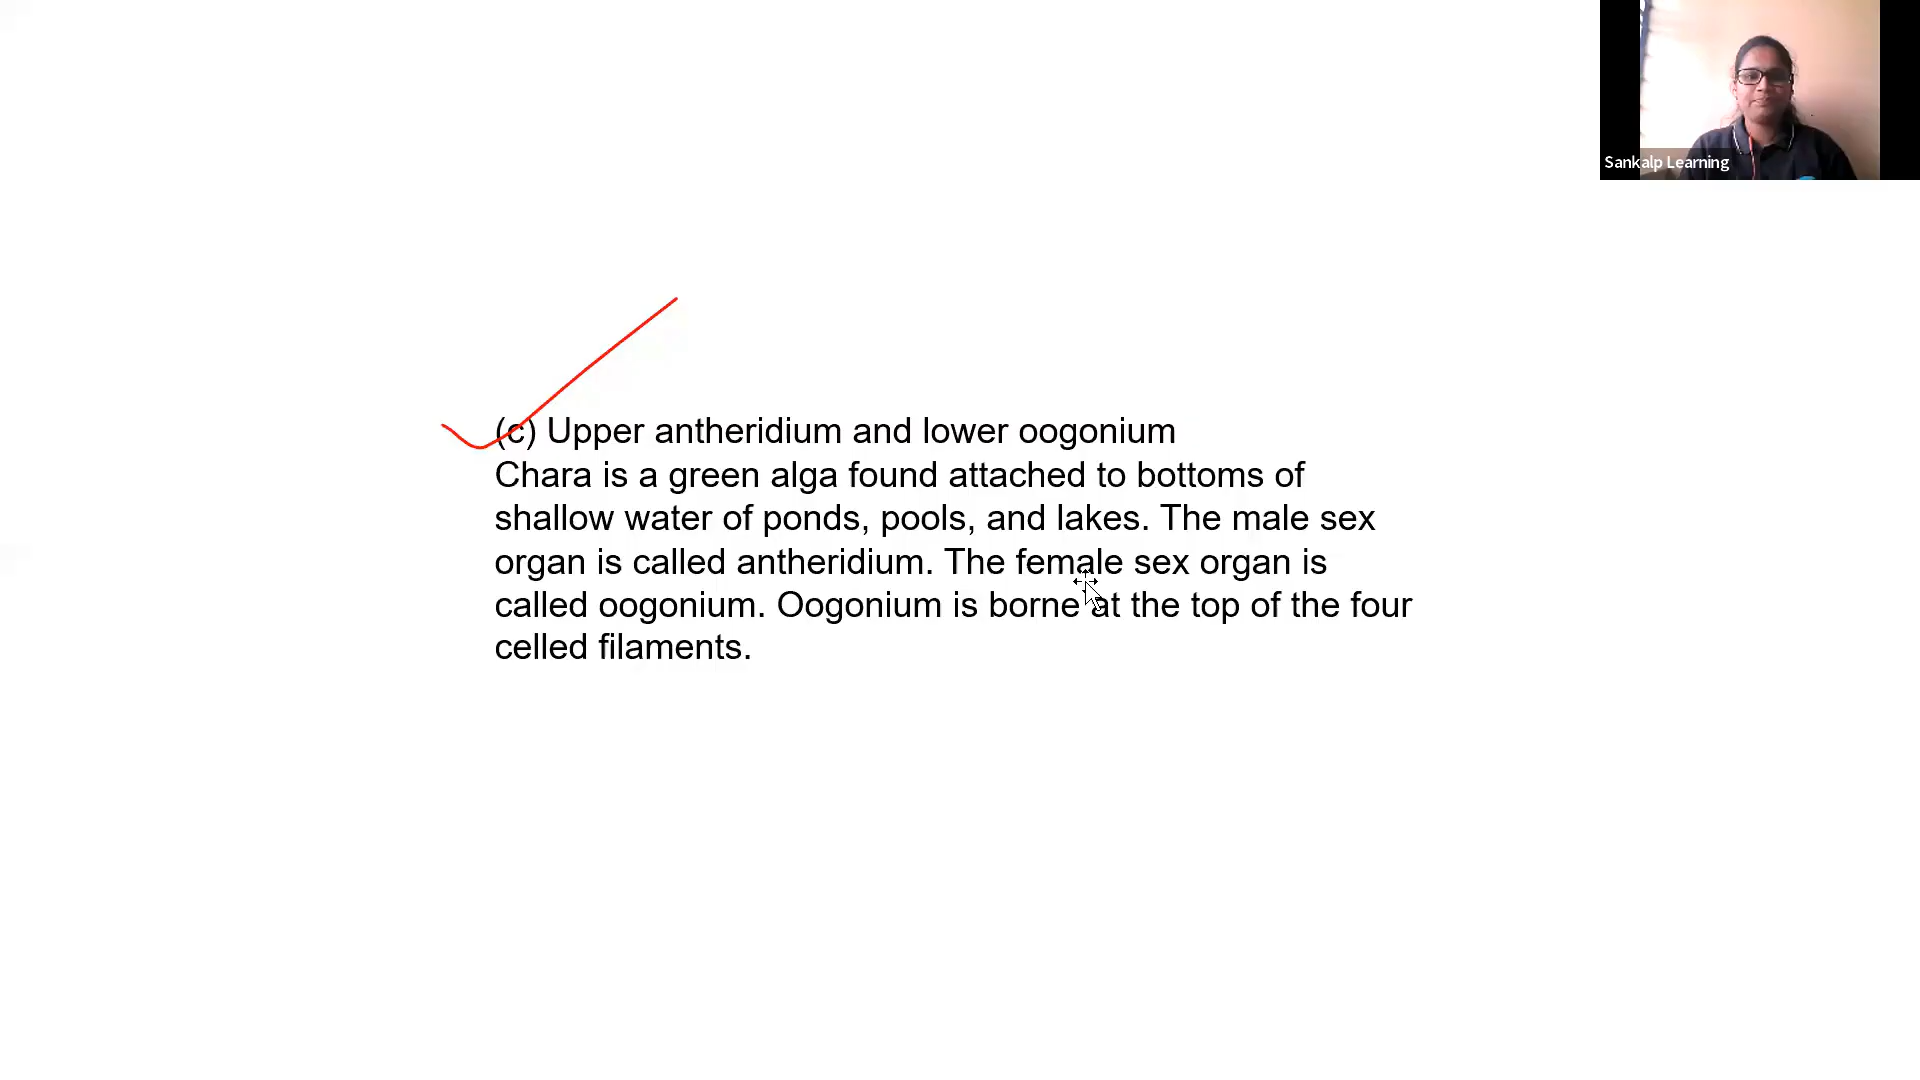 Sankalp Learning
(c) Upper antheridium and lower oogonium
Chara is a green alga found attached to bottoms of
shallow water of ponds, pools, and lakes. The male sex
organ is called antheridium. The female sex organ is
called oogonium. Oogonium is borne at the top of the four
celled filaments.